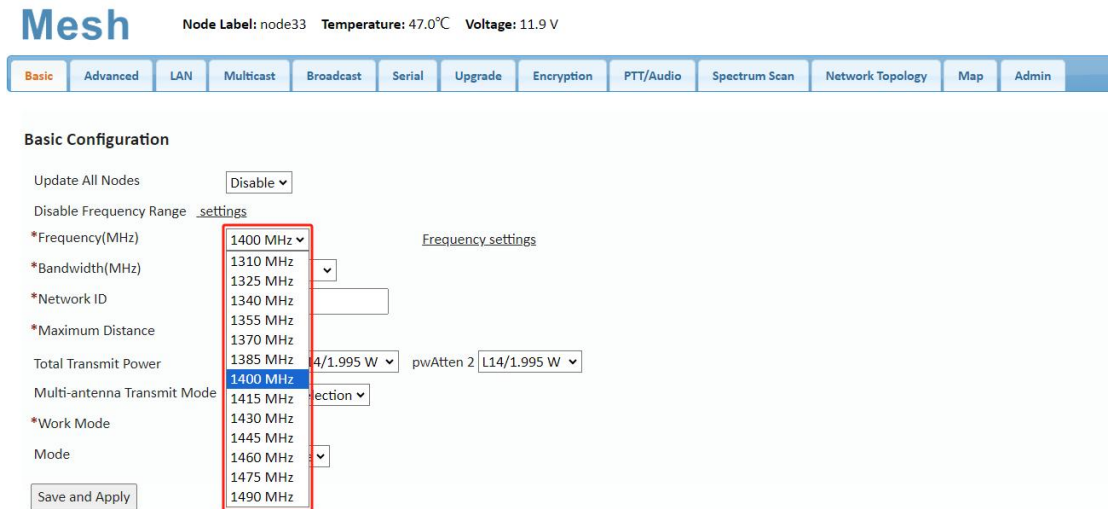 Mesh
Node Label: node33 Temperature: 47.0℃ Voltage: 11.9 V
Basic Advanced LAN Multicast Broadcast Serial Upgrade Encryption PTT/Audio Spectrum Scan Network Topology Map Admin
Basic Configuration
Update All Nodes Disable
Disable Frequency Range settings
*Frequency(MHz) 1400 MHz Frequency settings
1310 MHz
*Bandwidth(MHz)
1325 MHz
*Network ID 1340 MHz
1355 MHz
*Maximum Distance
1370 MHz
Total Transmit Power 1385 MHz 4/1.995 W pwAtten 2 L14/1.995 W
1400 MHz
Multi-antenna Transmit Mode 1415 MHz lection
*Work Mode 1430 MHz
1445 MHz
Mode 1460 MHz
1475 MHz
Save and Apply 1490 MHz